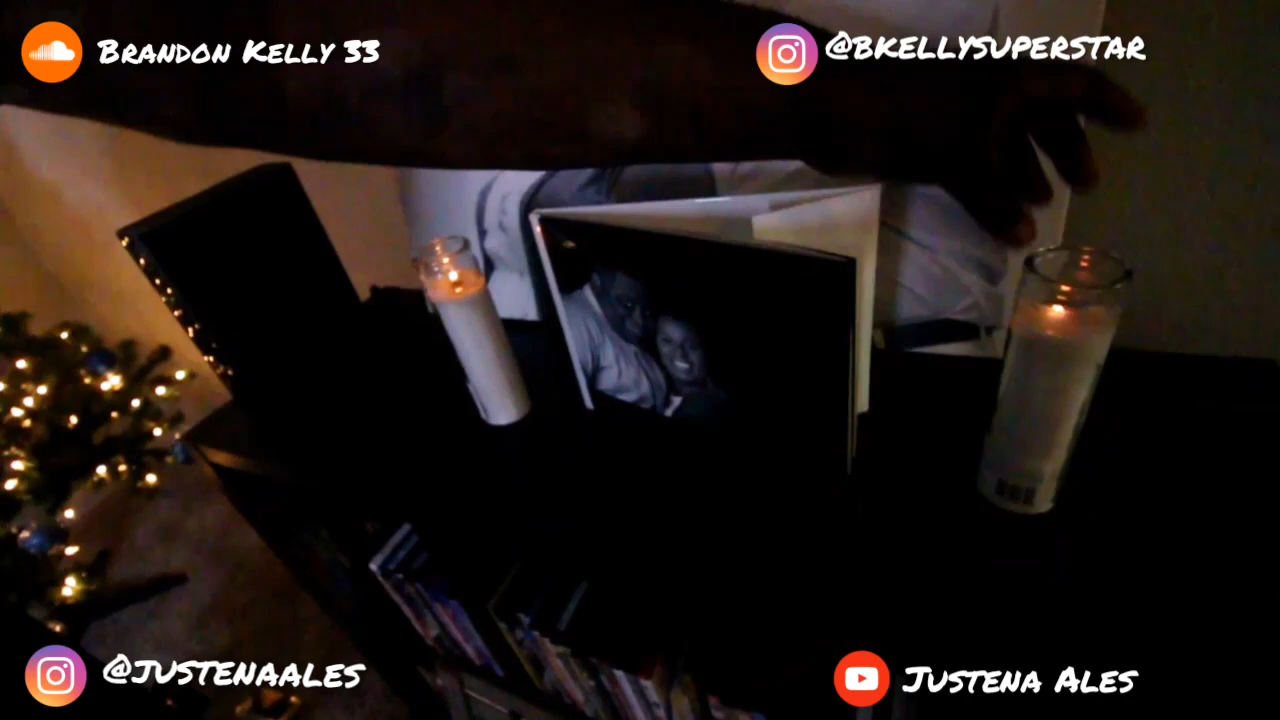 Brandon Kelly 33
@bkellysuperstar
@justenaales
Justena Ales